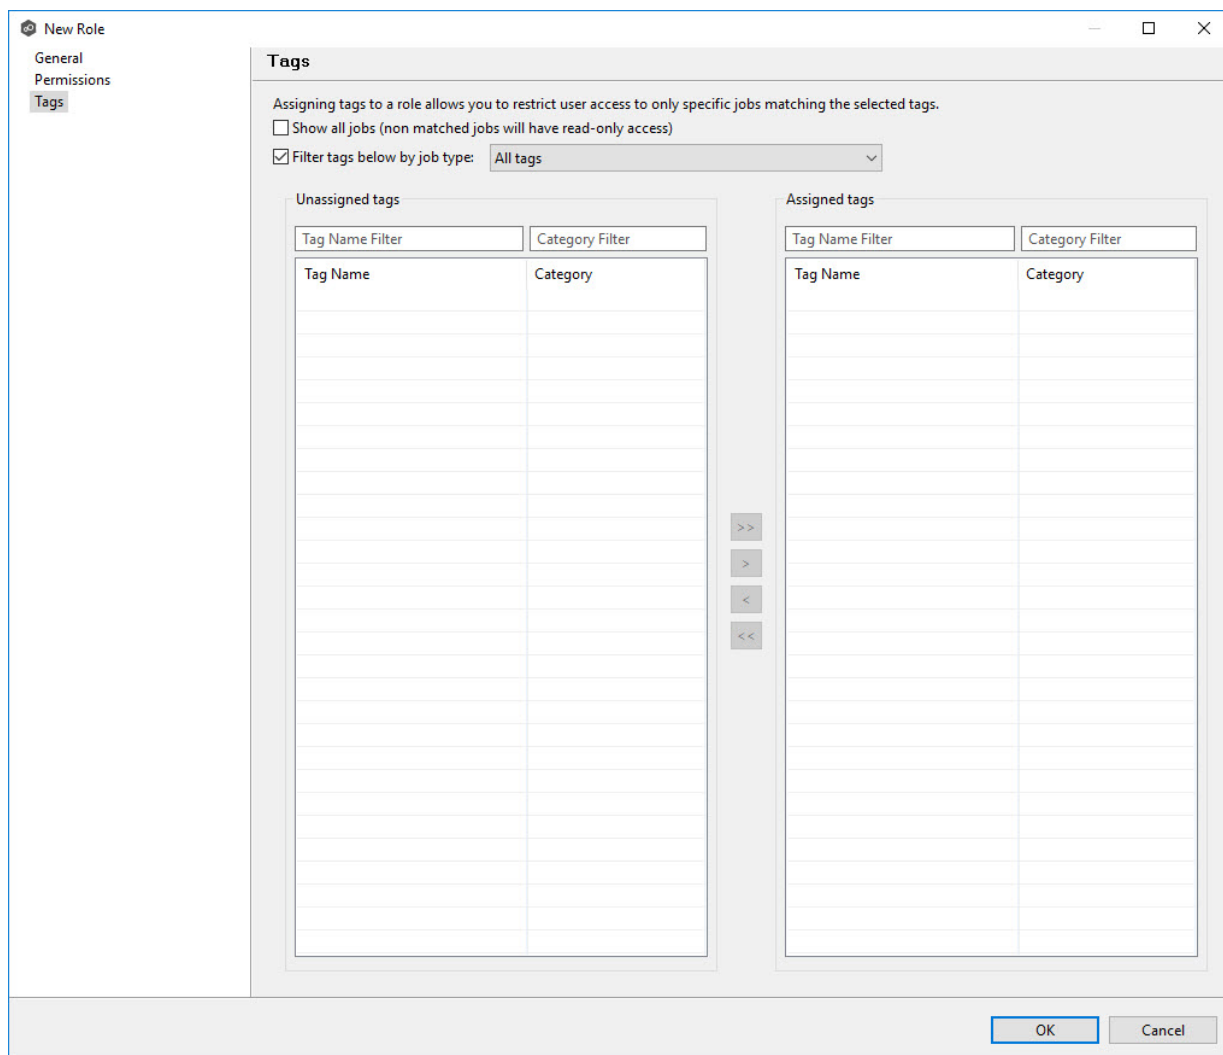 New Role
General
Permissions
Tags
Tags
Assigning tags to a role allows you to restrict user access to only specific jobs matching the selected tags.
Show all jobs (non matched jobs will have read-only access)
Filter tags below by job type: All tags
Unassigned tags
Tag Name Filter Category Filter
Tag Name Category
Assigned tags
Tag Name Filter Category Filter
Tag Name Category
>>
>
<
<<
OK Cancel